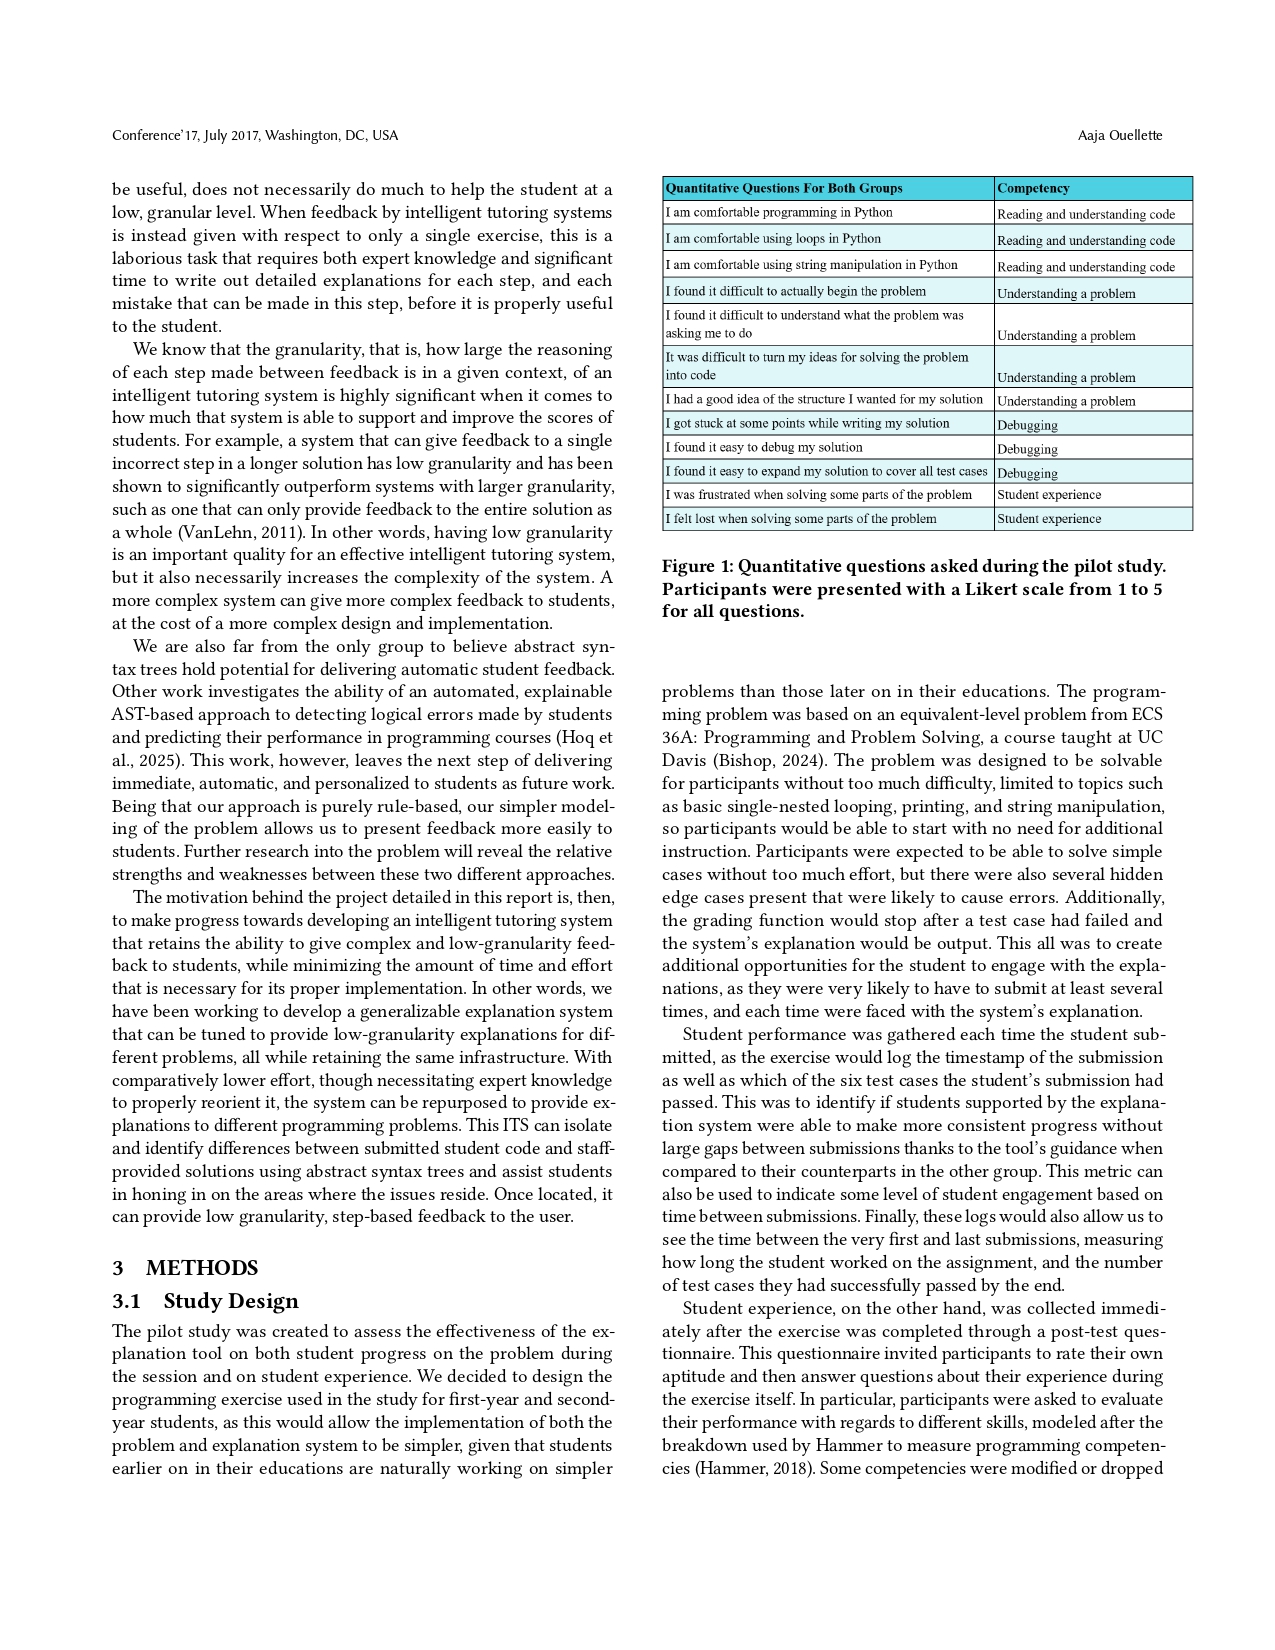 Conference'17, July 2017, Washington, DC, USA
Aaja Ouellette
be useful, does not necessarily do much to help the student at a
low, granular level. When feedback by intelligent tutoring systems
is instead given with respect to only a single exercise, this is a
laborious task that requires both expert knowledge and significant
time to write out detailed explanations for each step, and each
mistake that can be made in this step, before it is properly useful
to the student.
We know that the granularity, that is, how large the reasoning
of each step made between feedback is in a given context, of an
intelligent tutoring system is highly significant when it comes to
how much that system is able to support and improve the scores of
students. For example, a system that can give feedback to a single
incorrect step in a longer solution has low granularity and has been
shown to significantly outperform systems with larger granularity,
such as one that can only provide feedback to the entire solution as
a whole (VanLehn, 2011). In other words, having low granularity
is an important quality for an effective intelligent tutoring system,
but it also necessarily increases the complexity of the system. A
more complex system can give more complex feedback to students,
at the cost of a more complex design and implementation.
We are also far from the only group to believe abstract syn-
tax trees hold potential for delivering automatic student feedback.
Other work investigates the ability of an automated, explainable
AST-based approach to detecting logical errors made by students
and predicting their performance in programming courses (Hoq et
al., 2025). This work, however, leaves the next step of delivering
immediate, automatic, and personalized to students as future work.
Being that our approach is purely rule-based, our simpler model-
ing of the problem allows us to present feedback more easily to
students. Further research into the problem will reveal the relative
strengths and weaknesses between these two different approaches.
The motivation behind the project detailed in this report is, then,
to make progress towards developing an intelligent tutoring system
that retains the ability to give complex and low-granularity feed-
back to students, while minimizing the amount of time and effort
that is necessary for its proper implementation. In other words, we
have been working to develop a generalizable explanation system
that can be tuned to provide low-granularity explanations for dif-
ferent problems, all while retaining the same infrastructure. With
comparatively lower effort, though necessitating expert knowledge
to properly reorient it, the system can be repurposed to provide ex-
planations to different programming problems. This ITS can isolate
and identify differences between submitted student code and staff-
provided solutions using abstract syntax trees and assist students
in honing in on the areas where the issues reside. Once located, it
can provide low granularity, step-based feedback to the user.
3 METHODS
3.1 Study Design
The pilot study was created to assess the effectiveness of the ex-
planation tool on both student progress on the problem during
the session and on student experience. We decided to design the
programming exercise used in the study for first-year and second-
year students, as this would allow the implementation of both the
problem and explanation system to be simpler, given that students
earlier on in their educations are naturally working on simpler
Quantitative Questions For Both Groups Competency
I am comfortable programming in Python Reading and understanding code
I am comfortable using loops in Python Reading and understanding code
I am comfortable using string manipulation in Python Reading and understanding code
I found it difficult to actually begin the problem Understanding a problem
I found it difficult to understand what the problem was
asking me to do Understanding a problem
It was difficult to turn my ideas for solving the problem
into code Understanding a problem
I had a good idea of the structure I wanted for my solution Understanding a problem
I got stuck at some points while writing my solution Debugging
I found it easy to debug my solution Debugging
I found it easy to expand my solution to cover all test cases Debugging
I was frustrated when solving some parts of the problem Student experience
I felt lost when solving some parts of the problem Student experience
Figure 1: Quantitative questions asked during the pilot study.
Participants were presented with a Likert scale from 1 to 5
for all questions.
problems than those later on in their educations. The program-
ming problem was based on an equivalent-level problem from ECS
36A: Programming and Problem Solving, a course taught at UC
Davis (Bishop, 2024). The problem was designed to be solvable
for participants without too much difficulty, limited to topics such
as basic single-nested looping, printing, and string manipulation,
so participants would be able to start with no need for additional
instruction. Participants were expected to be able to solve simple
cases without too much effort, but there were also several hidden
edge cases present that were likely to cause errors. Additionally,
the grading function would stop after a test case had failed and
the system's explanation would be output. This all was to create
additional opportunities for the student to engage with the expla-
nations, as they were very likely to have to submit at least several
times, and each time were faced with the system's explanation.
Student performance was gathered each time the student sub-
mitted, as the exercise would log the timestamp of the submission
as well as which of the six test cases the student's submission had
passed. This was to identify if students supported by the explana-
tion system were able to make more consistent progress without
large gaps between submissions thanks to the tool's guidance when
compared to their counterparts in the other group. This metric can
also be used to indicate some level of student engagement based on
time between submissions. Finally, these logs would also allow us to
see the time between the very first and last submissions, measuring
how long the student worked on the assignment, and the number
of test cases they had successfully passed by the end.
Student experience, on the other hand, was collected immedi-
ately after the exercise was completed through a post-test ques-
tionnaire. This questionnaire invited participants to rate their own
aptitude and then answer questions about their experience during
the exercise itself. In particular, participants were asked to evaluate
their performance with regards to different skills, modeled after the
breakdown used by Hammer to measure programming competen-
cies (Hammer, 2018). Some competencies were modified or dropped